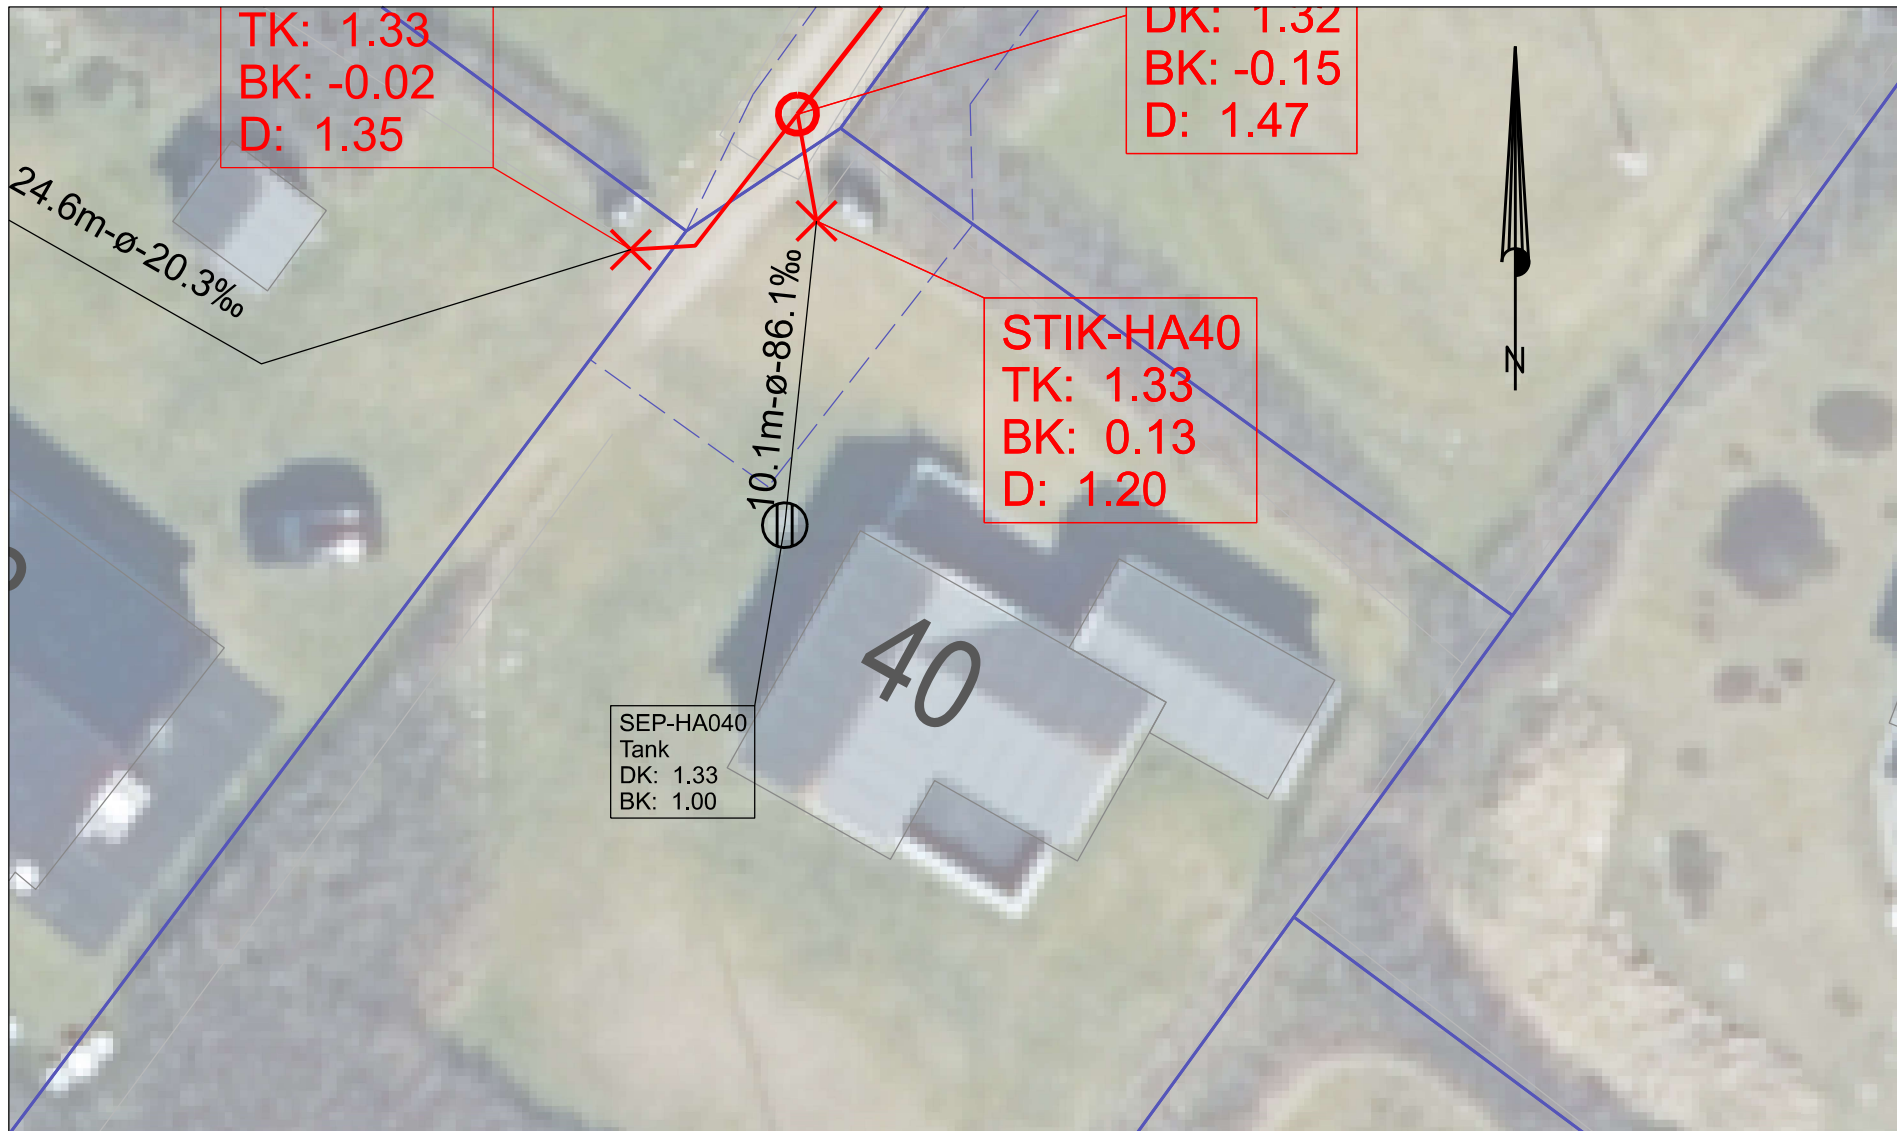 TK: 1.33
BK: -0.02
D: 1.35
DK: 1.32
BK: -0.15
D: 1.47
24.6m-ø-20.3‰
10.1m-ø-86.1‰
STIK-HA40
TK: 1.33
BK: 0.13
D: 1.20
N
40
SEP-HA040
Tank
DK: 1.33
BK: 1.00